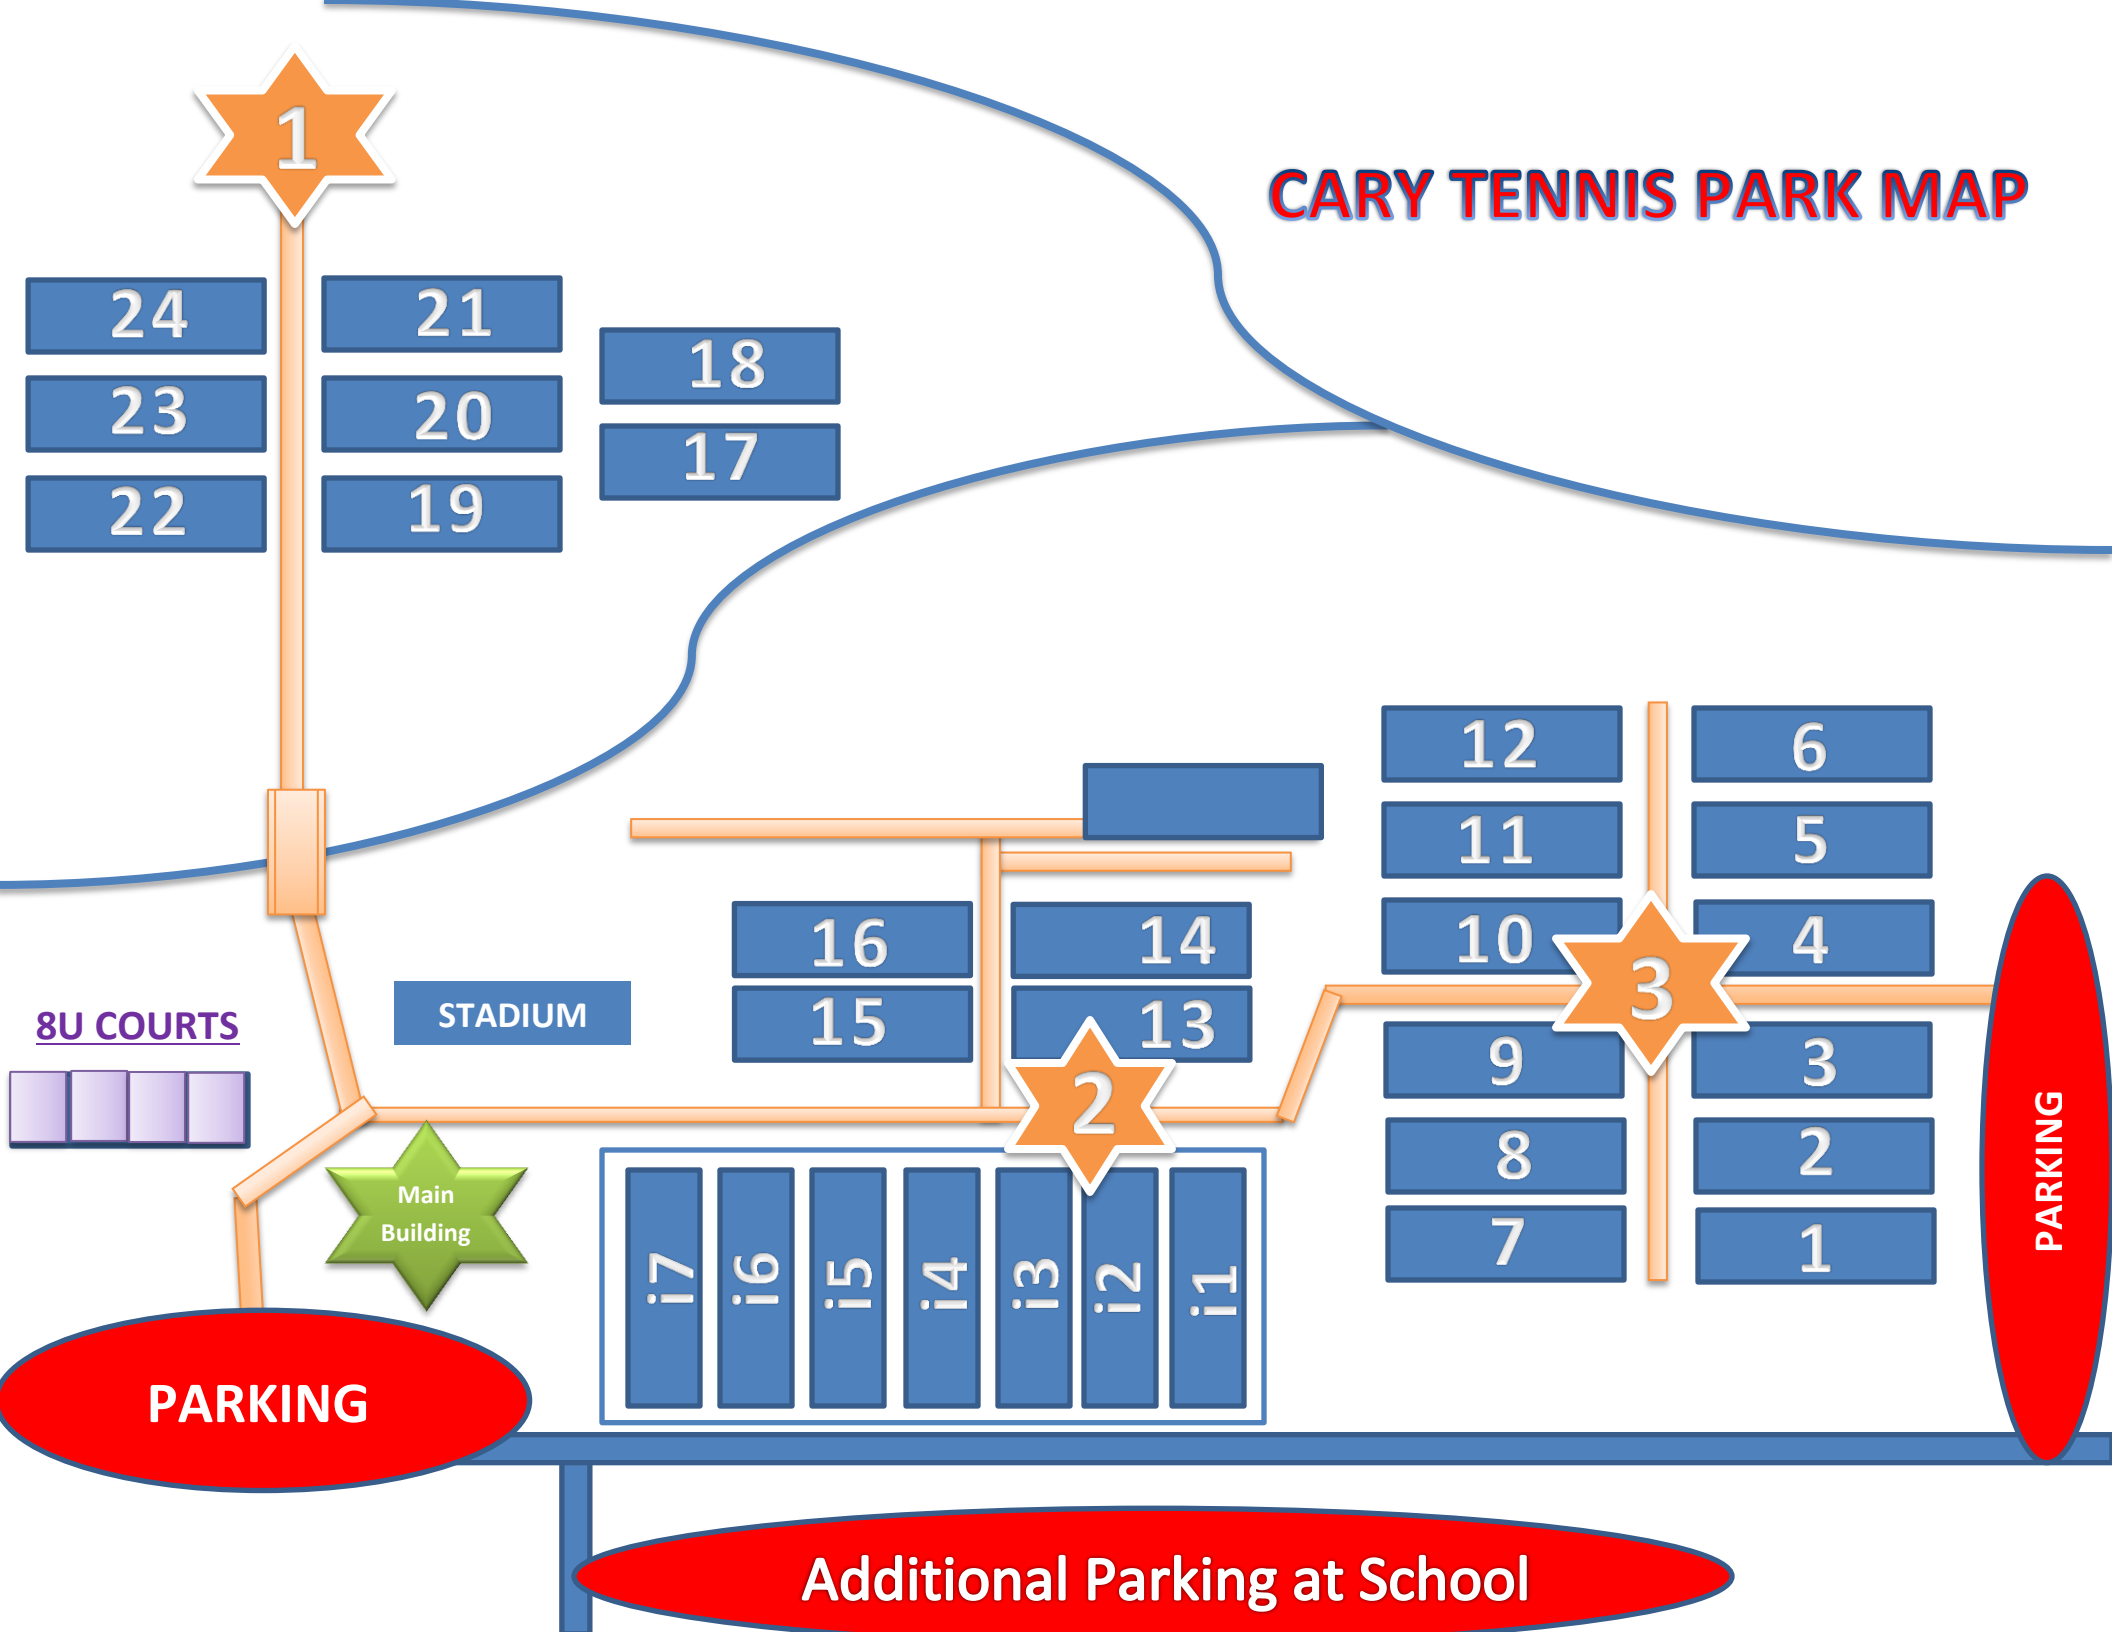 1
CARY TENNIS PARK MAP
24
21
18
23
20
17
22
19
12
6
11
5
16
14
10
4
3
STADIUM
15
13
8U COURTS
9
3
2
Main
Building
8
2
PARKING
7
1
i7
i6
i5
i4
i3
i2
i1
PARKING
Additional Parking at School